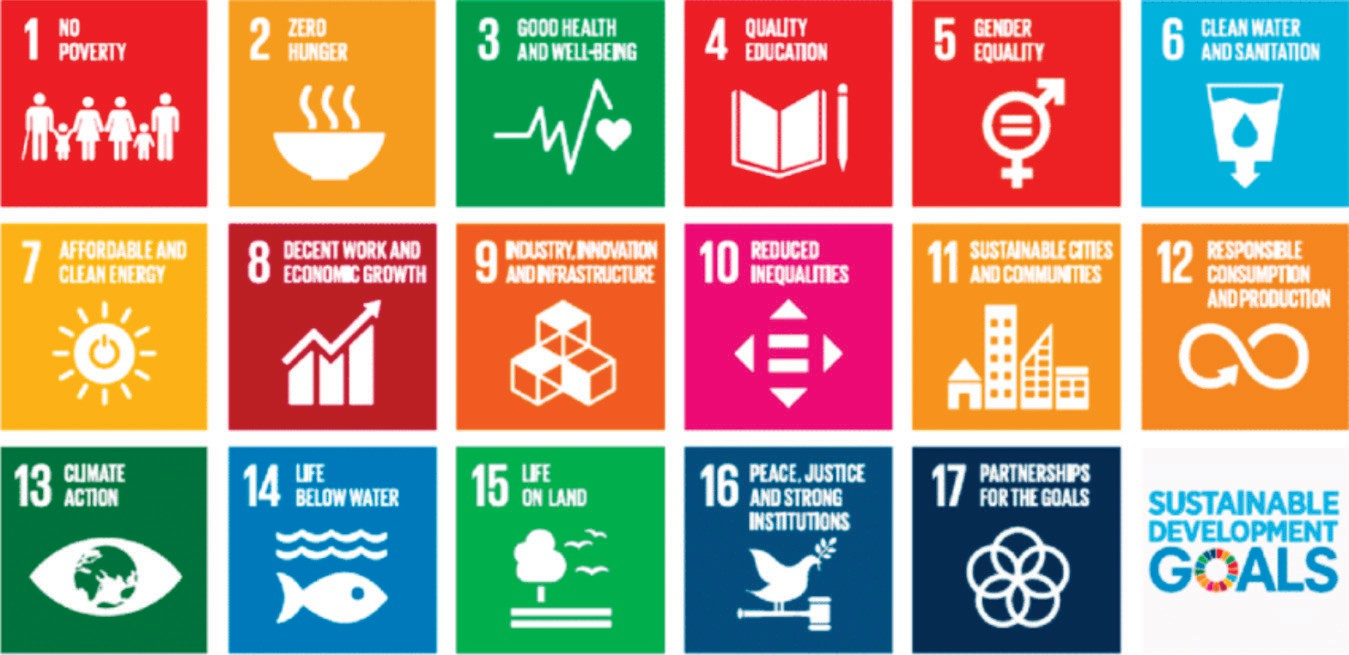 1 NO
POVERTY
2 ZERO
HUNGER
3 GOOD HEALTH
AND WELL-BEING
4 QUALITY
EDUCATION
5 GENDER
EQUALITY
6 CLEAN WATER
AND SANITATION
7 AFFORDABLE AND
CLEAN ENERGY
8 DECENT WORK AND
ECONOMIC GROWTH
9 INDUSTRY, INNOVATION
AND INFRASTRUCTURE
10 REDUCED
INEQUALITIES
11 SUSTAINABLE CITIES
AND COMMUNITIES
12 RESPONSIBLE
CONSUMPTION
AND PRODUCTION
13 CLIMATE
ACTION
14 LIFE
BELOW WATER
15 LIFE
ON LAND
16 PEACE, JUSTICE
AND STRONG
INSTITUTIONS
17 PARTNERSHIPS
FOR THE GOALS
SUSTAINABLE
DEVELOPMENT
GOALS